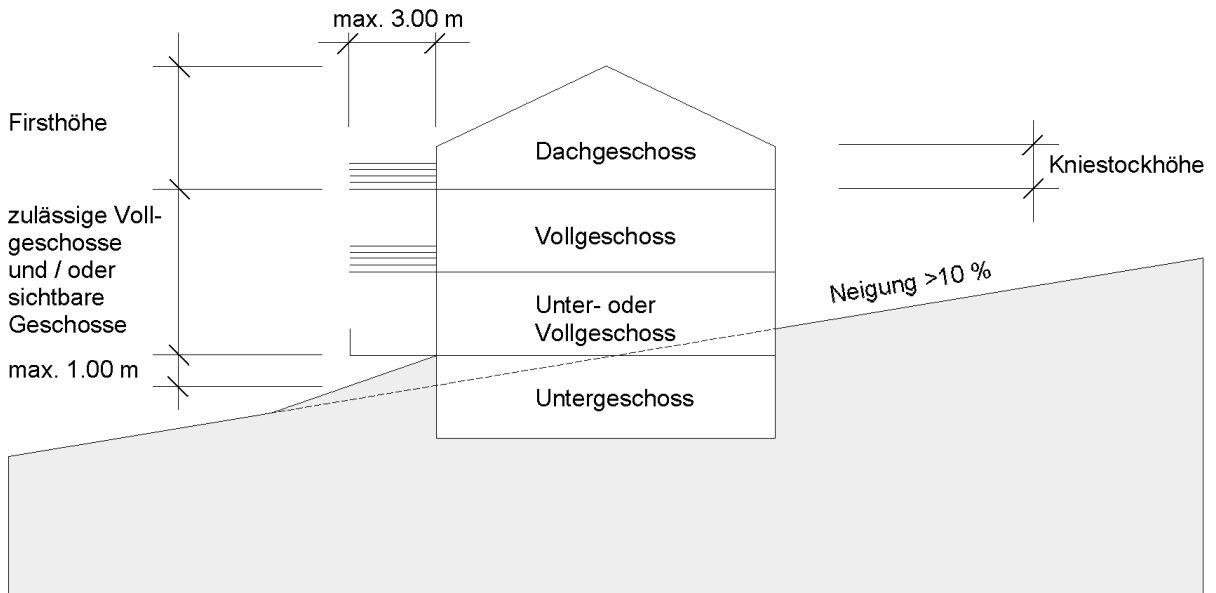 max. 3.00 m
Firsthöhe
Dachgeschoss
Kniestockhöhe
zulässige Voll-
geschosse
und / oder
sichtbare
Geschosse
Vollgeschoss
Neigung >10 %
Unter- oder
Vollgeschoss
max. 1.00 m
Untergeschoss